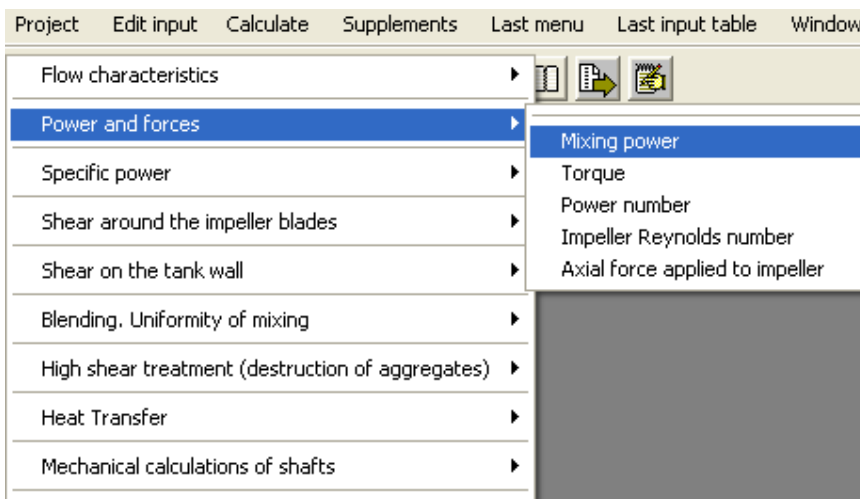 Project Edit input Calculate Supplements Last menu Last input table Window
Flow characteristics
Power and forces
Specific power
Shear around the impeller blades
Shear on the tank wall
Blending. Uniformity of mixing
High shear treatment (destruction of aggregates)
Heat Transfer
Mechanical calculations of shafts
Mixing power
Torque
Power number
Impeller Reynolds number
Axial force applied to impeller